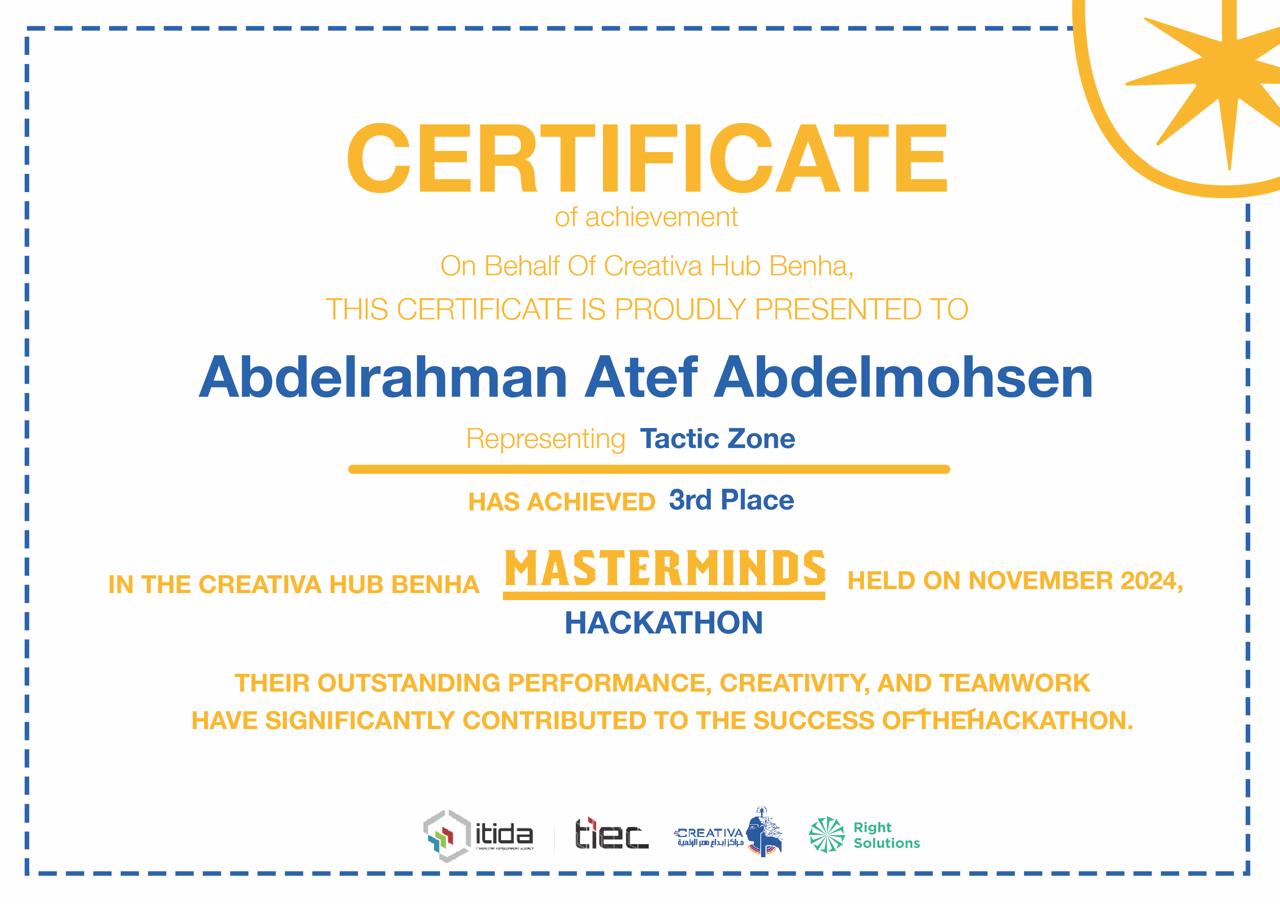 CERTIFICATE
of achievement
On Behalf Of Creativa Hub Benha,
THIS CERTIFICATE IS PROUDLY PRESENTED TO
Abdelrahman Atef Abdelmohsen
Representing Tactic Zone
HAS ACHIEVED 3rd Place
IN THE CREATIVA HUB BENHA MASTERMINDS HELD ON NOVEMBER 2024,
HACKATHON
THEIR OUTSTANDING PERFORMANCE, CREATIVITY, AND TEAMWORK
HAVE SIGNIFICANTLY CONTRIBUTED TO THE SUCCESS OF THE HACKATHON.
itida
tiec
CREATIVA
مراكز إبداع مصر الرقمية
Right
Solutions